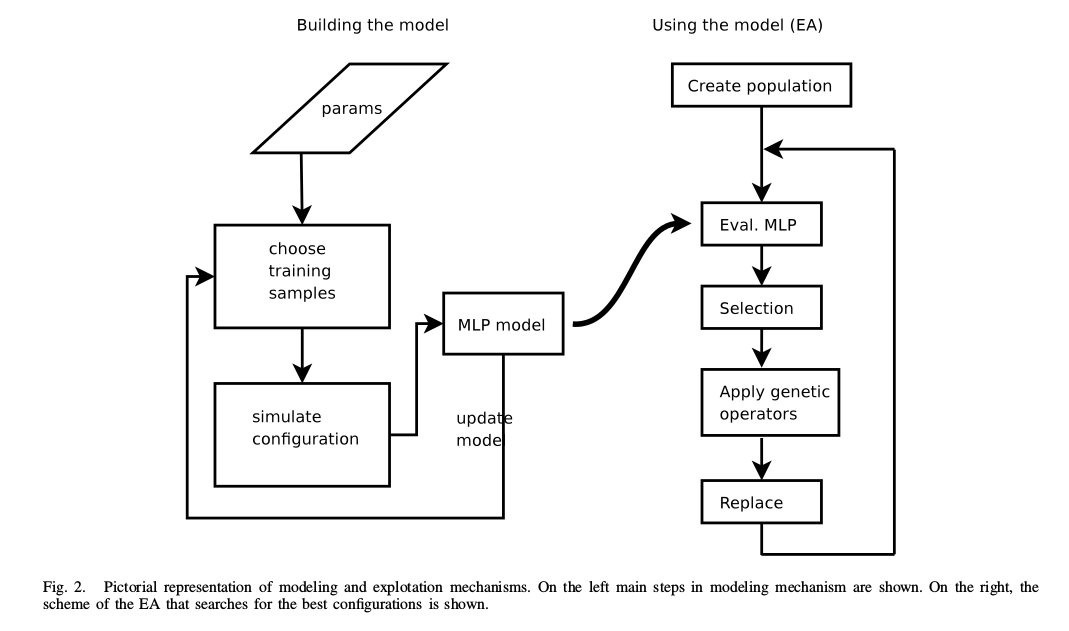 Building the model
params
choose
training
samples
simulate
configuration
MLP model
update
model
Using the model (EA)
Create population
Eval. MLP
Selection
Apply genetic
operators
Replace
Fig. 2. Pictorial representation of modeling and explotation mechanisms. On the left main steps in modeling mechanism are shown. On the right, the
scheme of the EA that searches for the best configurations is shown.